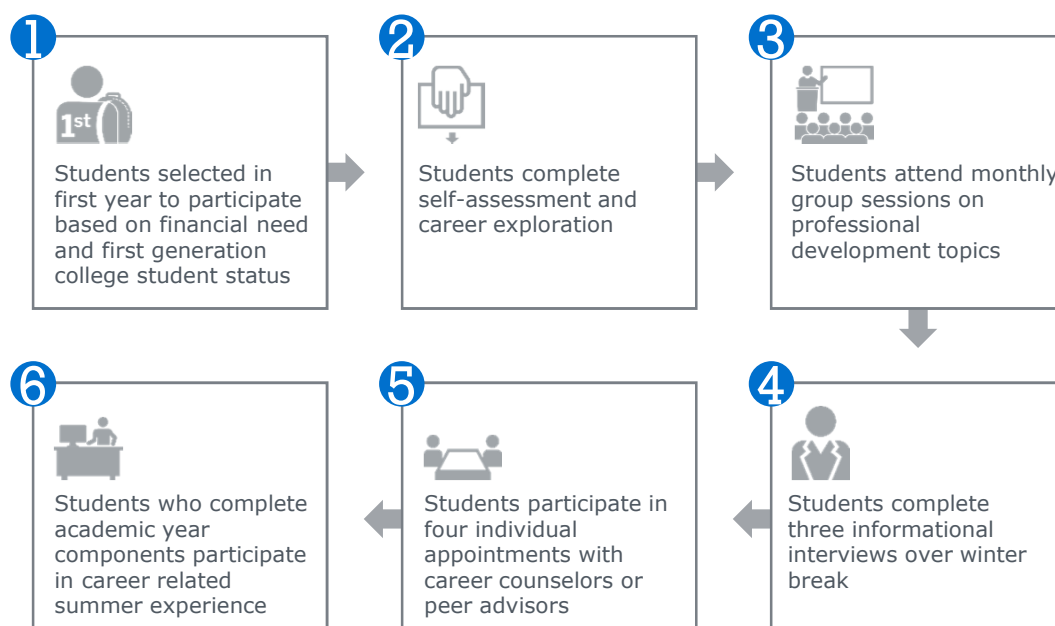 1
1st
Students selected in
first year to participate
based on financial need
and first generation
college student status
2
Students complete
self-assessment and
career exploration
3
Students attend monthly
group sessions on
professional
development topics
4
Students complete
three informational
interviews over winter
break
5
Students participate in
four individual
appointments with
career counselors or
peer advisors
6
Students who complete
academic year
components participate
in career related
summer experience